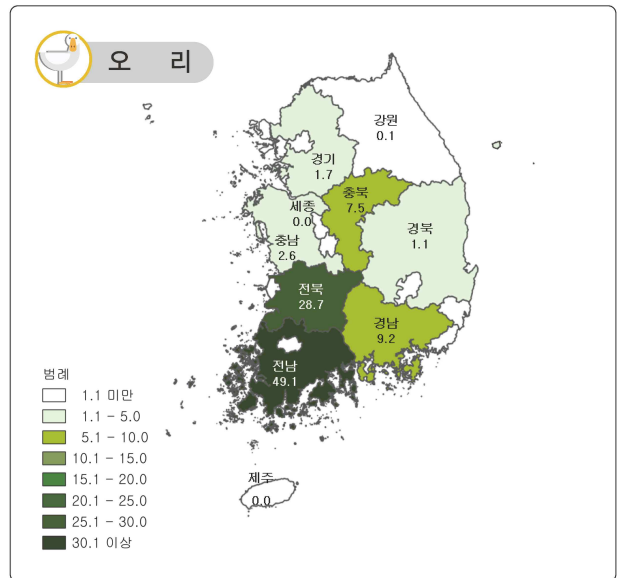 오 리
강원
0.1
경기
1.7
충북
7.5
세종
0.0
경북
1.1
충남
2.6
전북
28.7
경남
9.2
전남
49.1
제주
0.0
범례
1.1 미만
1.1 - 5.0
5.1 - 10.0
10.1 - 15.0
15.1 - 20.0
20.1 - 25.0
25.1 - 30.0
30.1 이상